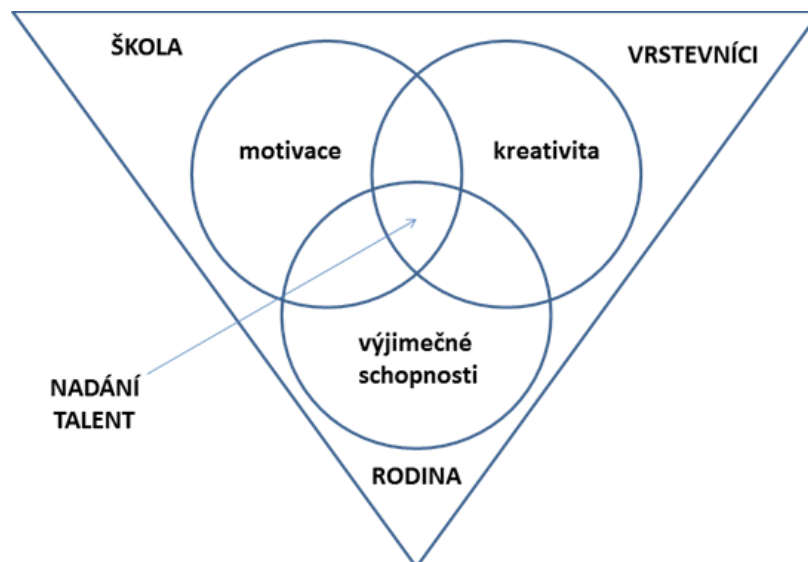 ŠKOLA
VRSTEVNÍCI
motivace
kreativita
výjimečné
schopnosti
NADÁNÍ
TALENT
RODINA